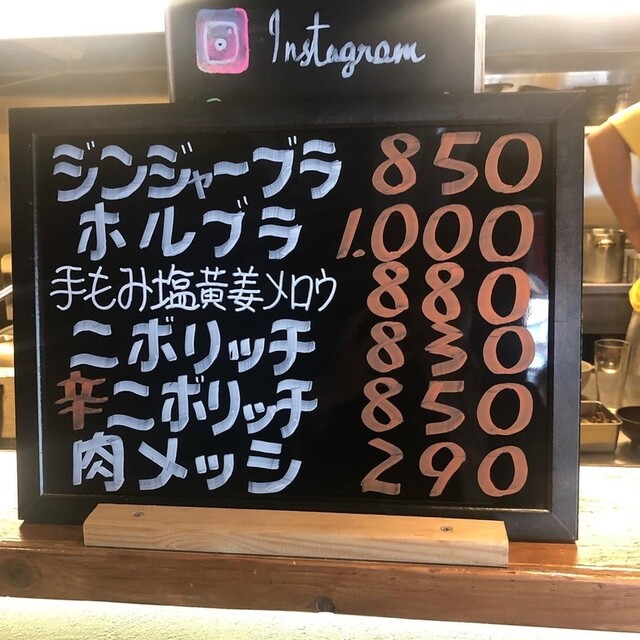 Instagram
ジンジャーブラ 850
ホルブラ 1.000
手もみ塩黄姜メロウ 880
ニボリッチ 830
辛ニボリッチ 850
肉メッシ 290